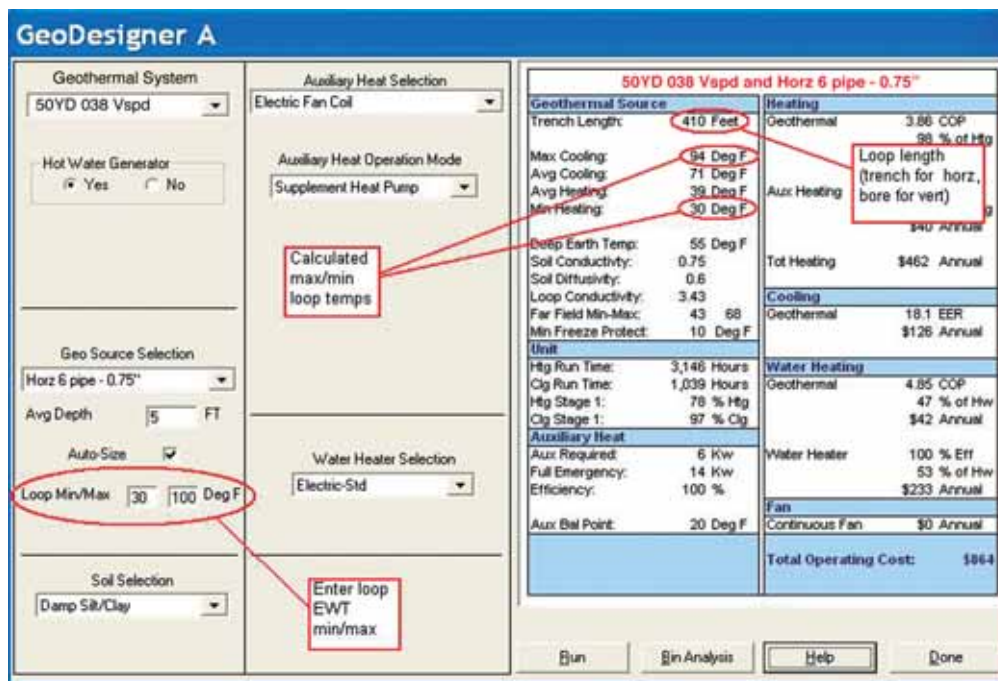 GeoDesigner A
Geothermal System
50YD 038 Vspd
Hot Water Generator
Yes No
Geo Source Selection
Horz 6 pipe - 0.75"
Avg Depth 5 FT
Auto-Size
Loop Min/Max 30 100 Deg F
Soil Selection
Damp Silt/Clay
Auxiliary Heat Selection
Electric Fan Coil
Auxiliary Heat Operation Mode
Supplement Heat Pump
Calculated
max/min
loop temps
Water Heater Selection
Electric-Std
Enter loop
EWT
min/max
50YD 038 Vspd and Horz 6 pipe - 0.75"
Geothermal Source
Trench Length: 410 Feet
Max Cooling: 94 Deg F
Avg Cooling: 71 Deg F
Avg Heating: 39 Deg F
Min Heating: 30 Deg F
Deep Earth Temp: 55 Deg F
Soil Conductivty: 0.75
Soil Diffusivity: 0.6
Loop Conductivity: 3.43
Far Field Min-Max: 43 68
Min Freeze Protect: 10 Deg F
Unit
Htg Run Time: 3,146 Hours
Clg Run Time: 1,039 Hours
Htg Stage 1: 78 % Htg
Clg Stage 1: 97 % Clg
Auxiliary Heat
Aux Required: 6 Kw
Full Emergency: 14 Kw
Efficiency: 100 %
Aux Bal Point: 20 Deg F
Heating
Geothermal 3.86 COP
98 % of Htg
Loop length
(trench for horz,
bore for vert)
Aux Heating
$40 Annual
Tot Heating $462 Annual
Cooling
Geothermal 18.1 EER
$126 Annual
Water Heating
Geothermal 4.85 COP
47 % of Hw
$42 Annual
Water Heater 100 % Eff
53 % of Hw
$233 Annual
Fan
Continuous Fan $0 Annual
Total Operating Cost: $864
Run Bin Analysis Help Done